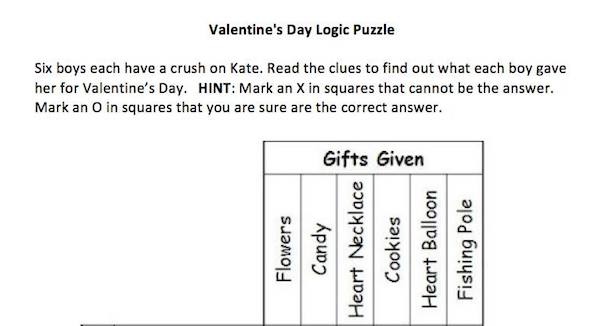 Valentine's Day Logic Puzzle
Six boys each have a crush on Kate. Read the clues to find out what each boy gave
her for Valentine's Day. HINT: Mark an X in squares that cannot be the answer.
Mark an O in squares that you are sure are the correct answer.
Gifts Given
Flowers
Candy
Heart Necklace
Cookies
Heart Balloon
Fishing Pole